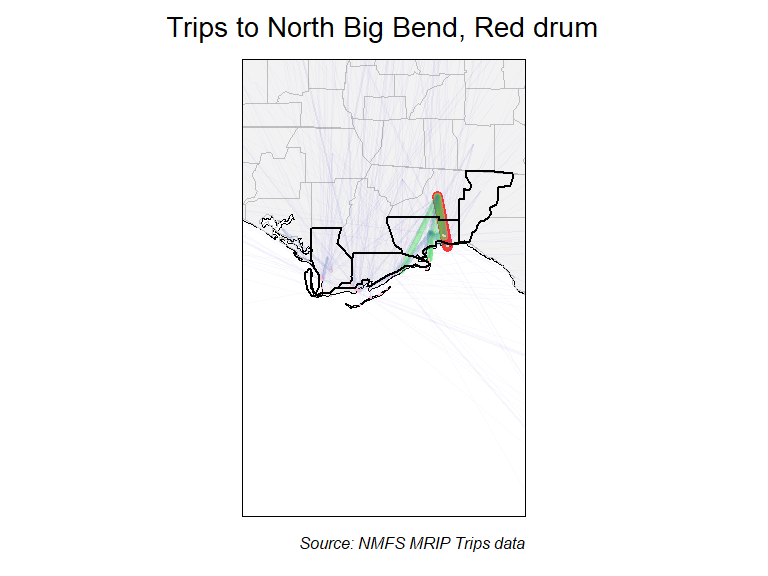 Trips to North Big Bend, Red drum
Source: NMFS MRIP Trips data